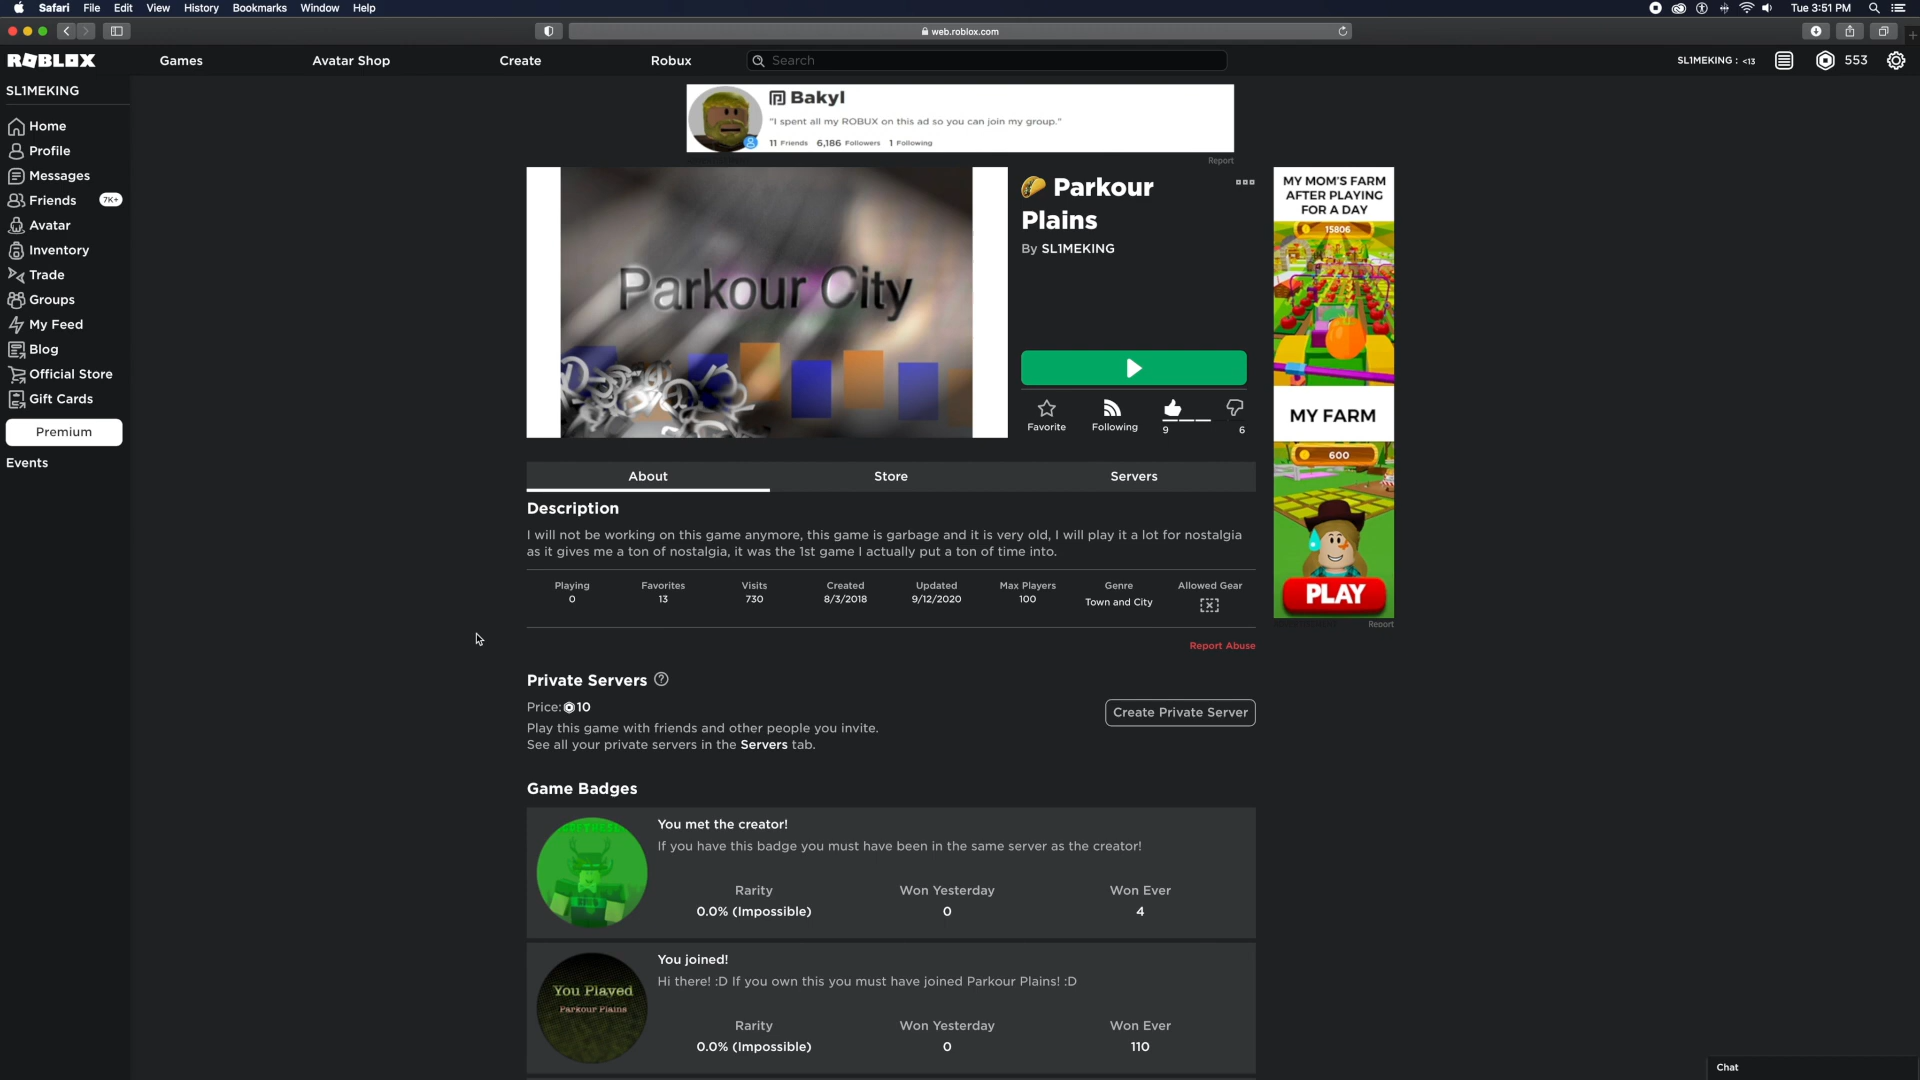 Safari File Edit View History Bookmarks Window Help
Tue 3:51 PM
web.roblox.com
ROBLOX Games Avatar Shop Create Robux Search
SL1MEKING : <13 553
SL1MEKING
Home
Profile
Messages
Friends 7K+
Avatar
Inventory
Trade
Groups
My Feed
Blog
Official Store
Gift Cards
Premium
Events
Bakyl
"I spent all my ROBUX on this ad so you can join my group."
11 Friends 6,186 Followers 1 Following
Report
Parkour City
Parkour
Plains
By SL1MEKING
Favorite Following 9 6
MY MOM'S FARM
AFTER PLAYING
FOR A DAY
15806
MY FARM
600
PLAY
Report
About Store Servers
Description
I will not be working on this game anymore, this game is garbage and it is very old, I will play it a lot for nostalgia
as it gives me a ton of nostalgia, it was the 1st game I actually put a ton of time into.
Playing Favorites Visits Created Updated Max Players Genre Allowed Gear
0 13 730 8/3/2018 9/12/2020 100 Town and City
Report Abuse
Private Servers
Price: 10
Create Private Server
Play this game with friends and other people you invite.
See all your private servers in the Servers tab.
Game Badges
You met the creator!
If you have this badge you must have been in the same server as the creator!
Rarity Won Yesterday Won Ever
0.0% (Impossible) 0 4
You Played
Parkour Plains
You joined!
Hi there! :D If you own this you must have joined Parkour Plains! :D
Rarity Won Yesterday Won Ever
0.0% (Impossible) 0 110
Chat